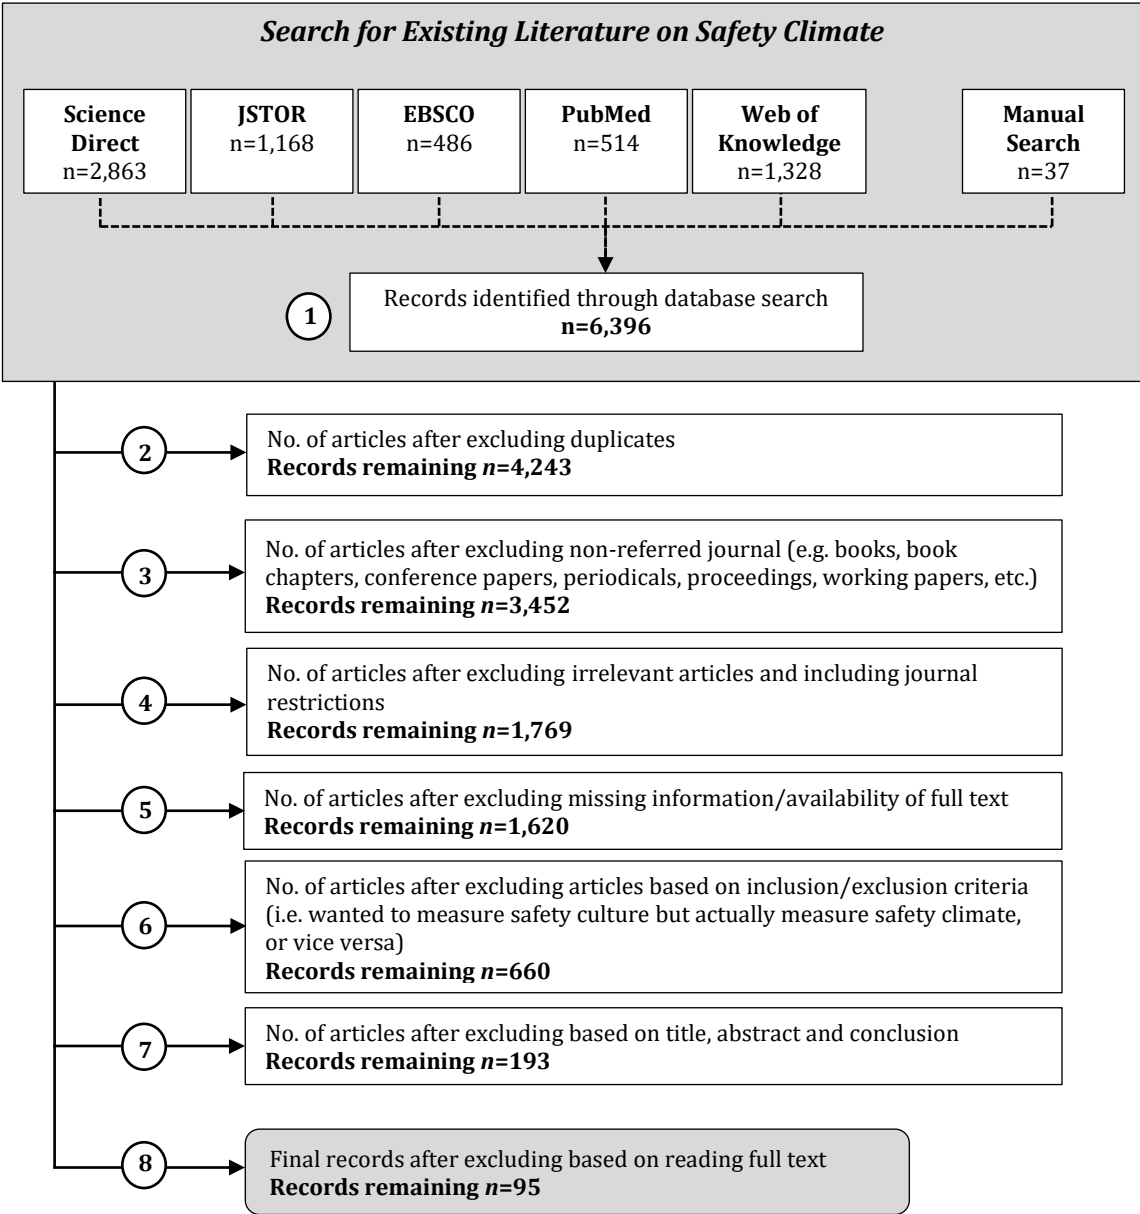 Search for Existing Literature on Safety Climate
Science
Direct
n=2,863
JSTOR
n=1,168
EBSCO
n=486
PubMed
n=514
Web of
Knowledge
n=1,328
Manual
Search
n=37
1
Records identified through database search
n=6,396
2
No. of articles after excluding duplicates
Records remaining n=4,243
3
No. of articles after excluding non-referred journal (e.g. books, book
chapters, conference papers, periodicals, proceedings, working papers, etc.)
Records remaining n=3,452
4
No. of articles after excluding irrelevant articles and including journal
restrictions
Records remaining n=1,769
5
No. of articles after excluding missing information/availability of full text
Records remaining n=1,620
6
No. of articles after excluding articles based on inclusion/exclusion criteria
(i.e. wanted to measure safety culture but actually measure safety climate,
or vice versa)
Records remaining n=660
7
No. of articles after excluding based on title, abstract and conclusion
Records remaining n=193
8
Final records after excluding based on reading full text
Records remaining n=95